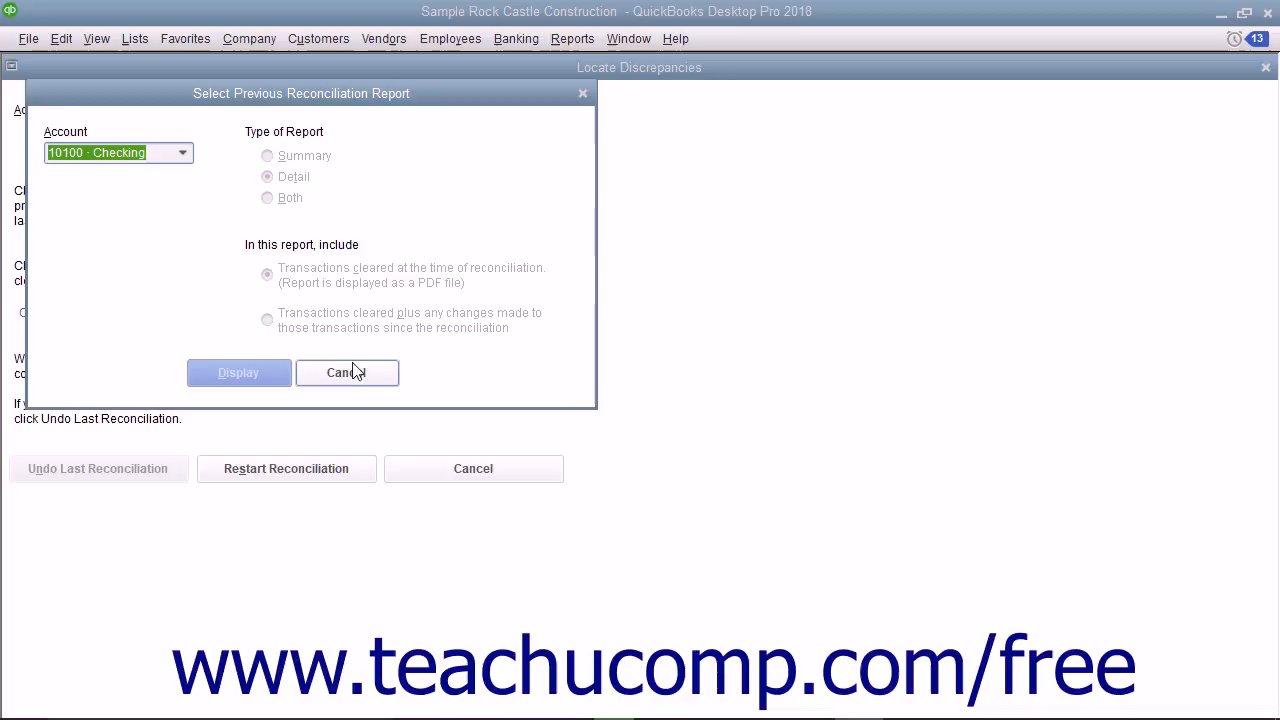 qb
Sample Rock Castle Construction - QuickBooks Desktop Pro 2018
File Edit View Lists Favorites Company Customers Vendors Employees Banking Reports Window Help 13
Locate Discrepancies
Select Previous Reconciliation Report
Account Type of Report
10100 · Checking
Summary
Detail
Both
In this report, include
Transactions cleared at the time of reconciliation.
(Report is displayed as a PDF file)
Transactions cleared plus any changes made to
those transactions since the reconciliation
Display Cancel
If
click Undo Last Reconciliation.
Undo Last Reconciliation Restart Reconciliation Cancel
www.teachucomp.com/free